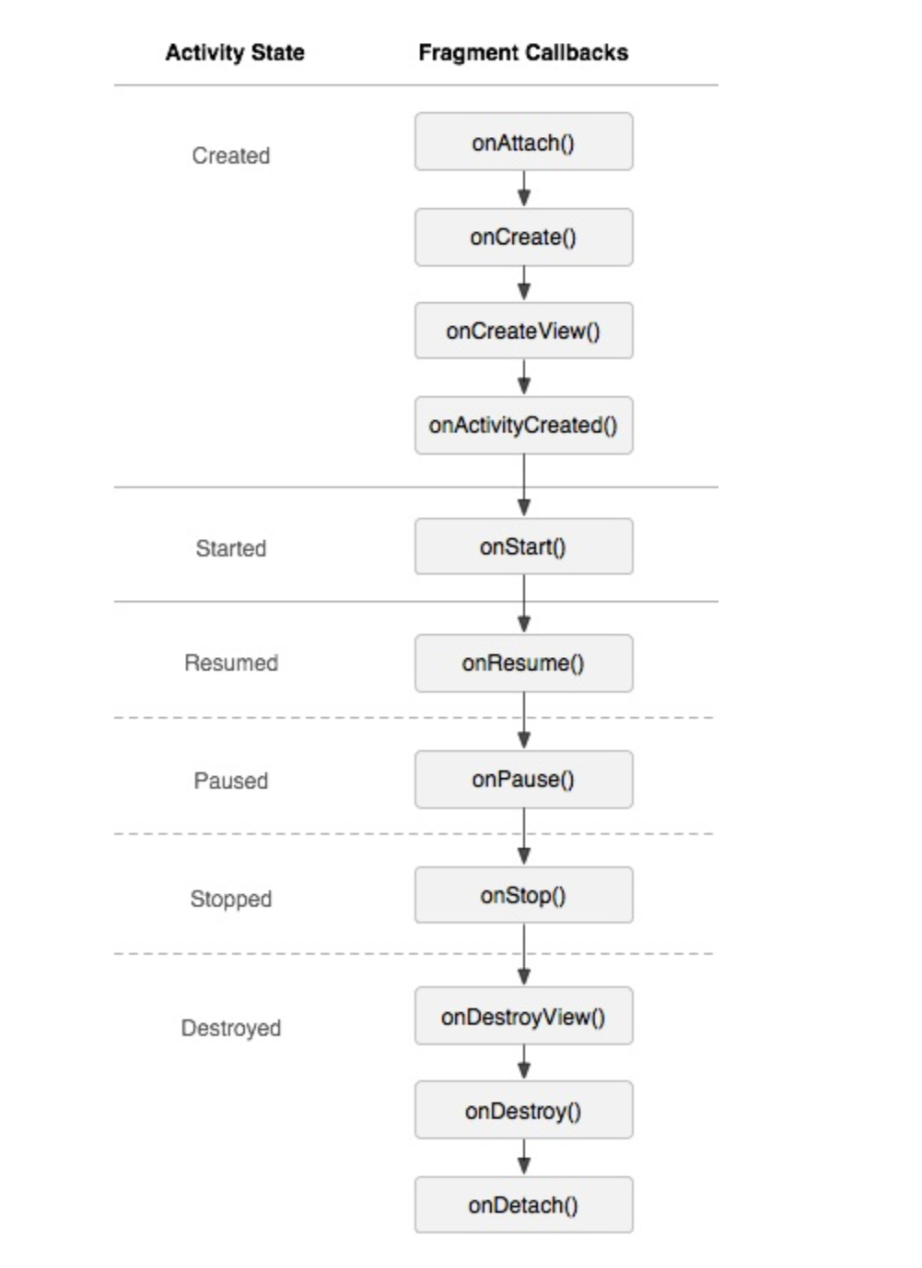 Activity State Fragment Callbacks
Created
onAttach()
onCreate()
onCreateView()
onActivityCreated()
Started onStart()
Resumed onResume()
Paused onPause()
Stopped onStop()
Destroyed
onDestroyView()
onDestroy()
onDetach()